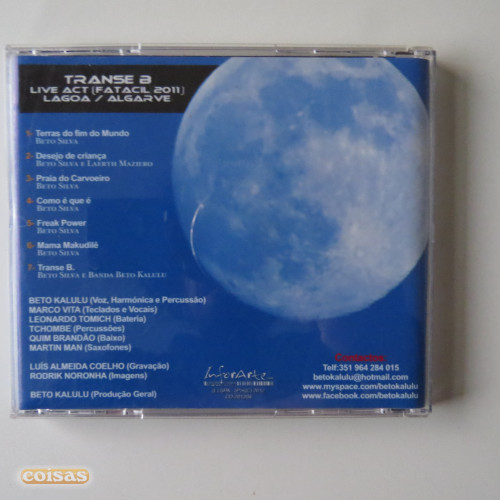 TRANSE B
LIVE ACT (FATACIL 2011)
LAGOA / ALGARVE
1- Terras do fim do Mundo
BETO SILVA
2- Desejo de criança
BETO SILVA E LAERTH MAZIERO
3- Praia do Carvoeiro
BETO SILVA
4- Como é que é
BETO SILVA
5- Freak Power
BETO SILVA
6- Mama Makudilê
BETO SILVA
7- Transe B.
BETO SILVA E BANDA BETO KALULU
BETO KALULU (Voz, Harmónica e Percussão)
MARCO VITA (Teclados e Vocais)
LEONARDO TOMICH (Bateria)
TCHOMBE (Percussões)
QUIM BRANDÃO (Baixo)
MARTIN MAN (Saxofones)
LUÍS ALMEIDA COELHO (Gravação)
RODRIK NORONHA (Imagens)
BETO KALULU (Produção Geral)
InforArte
Contactos:
Telf:351 964 284 015
betokalulu@hotmail.com
www.myspace.com/betokalulu
www.facebook.com/betokalulu
coisas